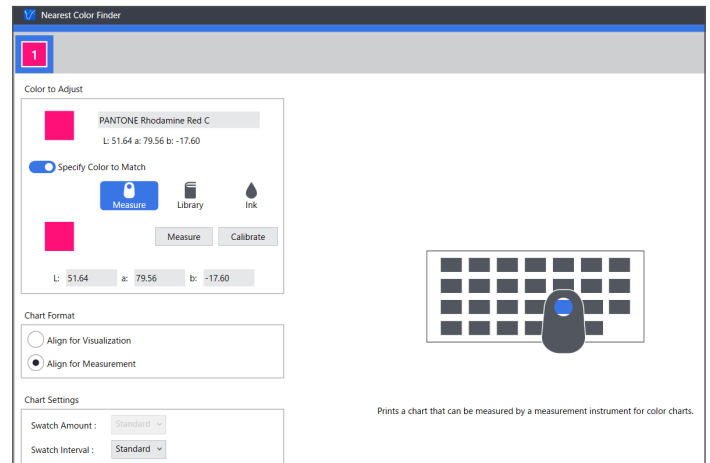 Nearest Color Finder
1
Color to Adjust
PANTONE Rhodamine Red C
L: 51.64 a: 79.56 b: -17.60
Specify Color to Match
Measure Library Ink
Measure Calibrate
L: 51.64 a: 79.56 b: -17.60
Chart Format
Align for Visualization
Align for Measurement
Chart Settings
Swatch Amount : Standard
Swatch Interval : Standard
Prints a chart that can be measured by a measurement instrument for color charts.